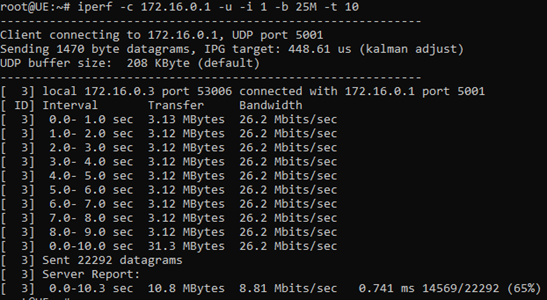 root@UE:~# iperf -c 172.16.0.1 -u -i 1 -b 25M -t 10
------------------------------------------------------------
Client connecting to 172.16.0.1, UDP port 5001
Sending 1470 byte datagrams, IPG target: 448.61 us (kalman adjust)
UDP buffer size:  208 KByte (default)
------------------------------------------------------------
[  3] local 172.16.0.3 port 53006 connected with 172.16.0.1 port 5001
[ ID] Interval       Transfer     Bandwidth
[  3]  0.0- 1.0 sec  3.13 MBytes  26.2 Mbits/sec
[  3]  1.0- 2.0 sec  3.12 MBytes  26.2 Mbits/sec
[  3]  2.0- 3.0 sec  3.12 MBytes  26.2 Mbits/sec
[  3]  3.0- 4.0 sec  3.12 MBytes  26.2 Mbits/sec
[  3]  4.0- 5.0 sec  3.12 MBytes  26.2 Mbits/sec
[  3]  5.0- 6.0 sec  3.12 MBytes  26.2 Mbits/sec
[  3]  6.0- 7.0 sec  3.12 MBytes  26.2 Mbits/sec
[  3]  7.0- 8.0 sec  3.12 MBytes  26.2 Mbits/sec
[  3]  8.0- 9.0 sec  3.12 MBytes  26.2 Mbits/sec
[  3]  0.0-10.0 sec  31.3 MBytes  26.2 Mbits/sec
[  3] Sent 22292 datagrams
[  3] Server Report:
[  3]  0.0-10.3 sec  10.8 MBytes  8.81 Mbits/sec   0.741 ms 14569/22292 (65%)